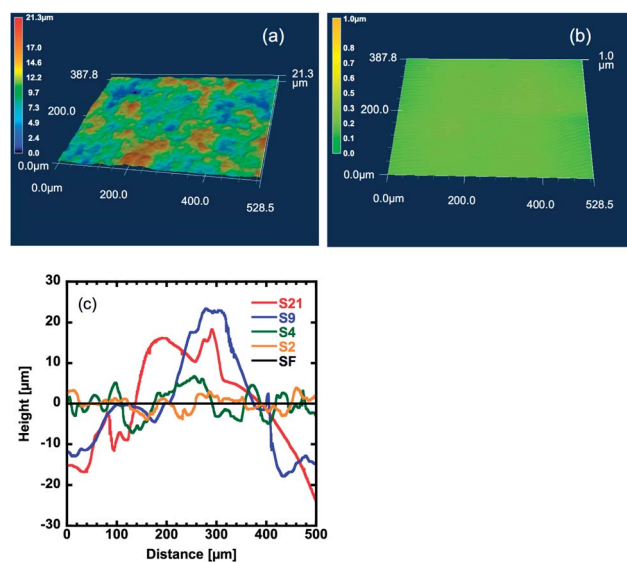 21.3µm
17.0
14.6
12.2
9.7
7.3
4.9
2.4
0.0
(a)
387.8
21.3
µm
200.0
0.0µm
0.0µm
200.0
400.0
528.5
1.0µm
0.8
0.7
0.6
0.5
0.3
0.2
0.1
0.0
(b)
387.8
1.0
µm
200.0
0.0µm
0.0µm
200.0
400.0
528.5
(c)
30
20
10
0
-10
-20
-30
Height [µm]
S21
S9
S4
S2
SF
0
100
200
300
400
500
Distance [µm]